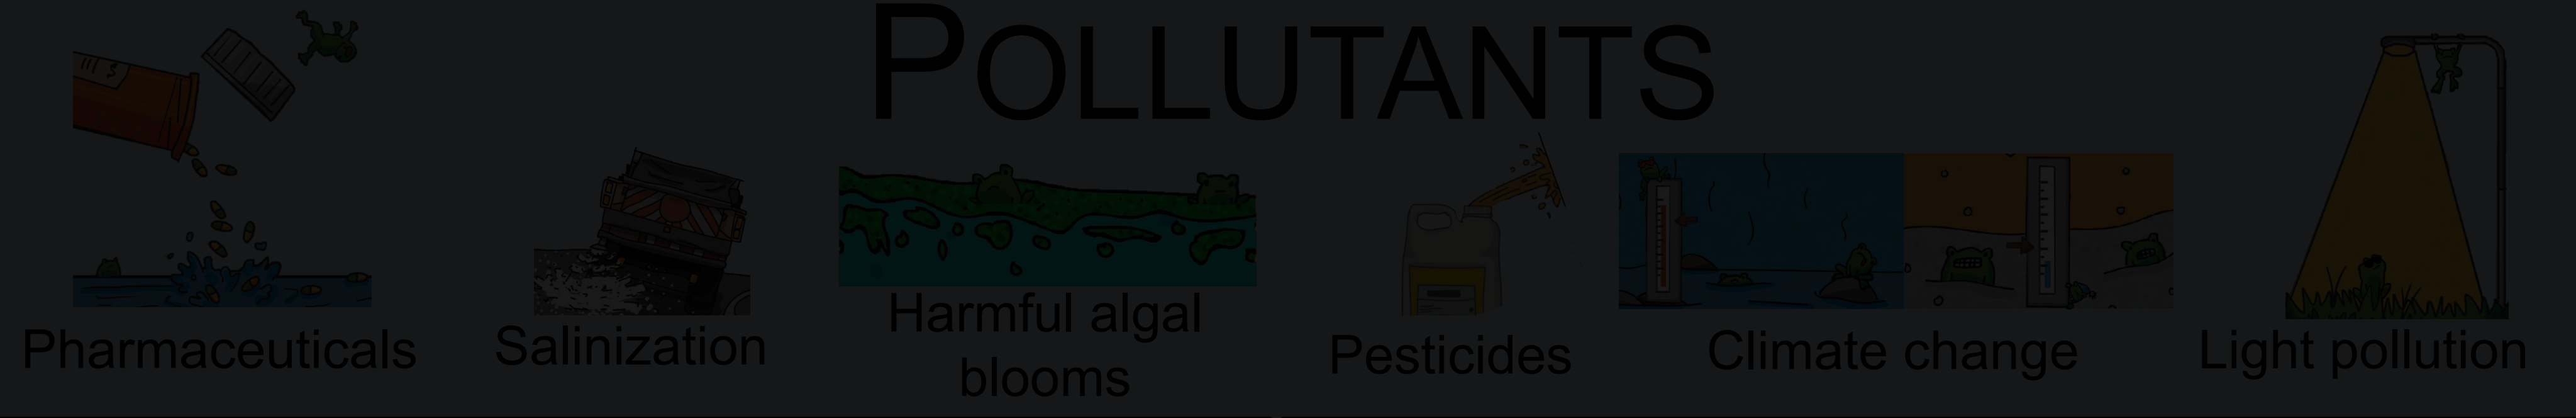 POLLUTANTS
Pharmaceuticals
Salinization
Harmful algal
blooms
Pesticides
Climate change
Light pollution